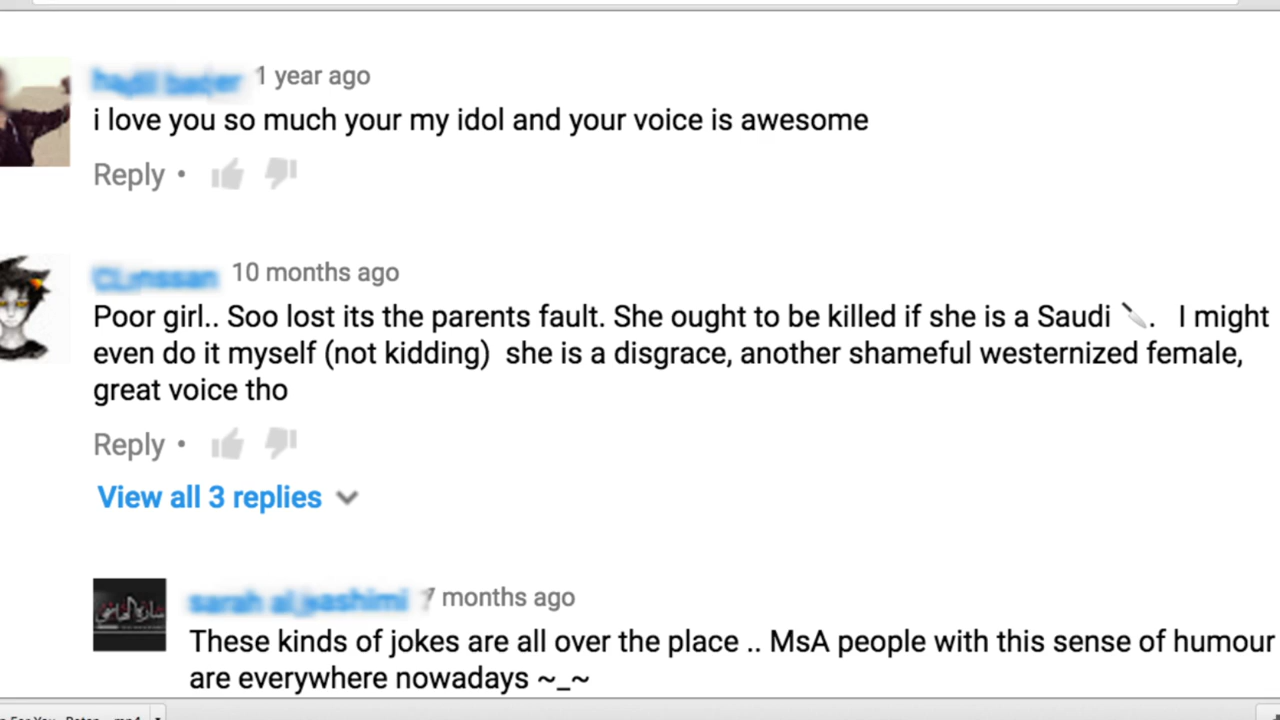 1 year ago
i love you so much your my idol and your voice is awesome
Reply •
10 months ago
Poor girl.. Soo lost its the parents fault. She ought to be killed if she is a Saudi 🔪. I might
even do it myself (not kidding) she is a disgrace, another shameful westernized female,
great voice tho
Reply •
View all 3 replies
7 months ago
These kinds of jokes are all over the place .. MsA people with this sense of humour
are everywhere nowadays ~_~